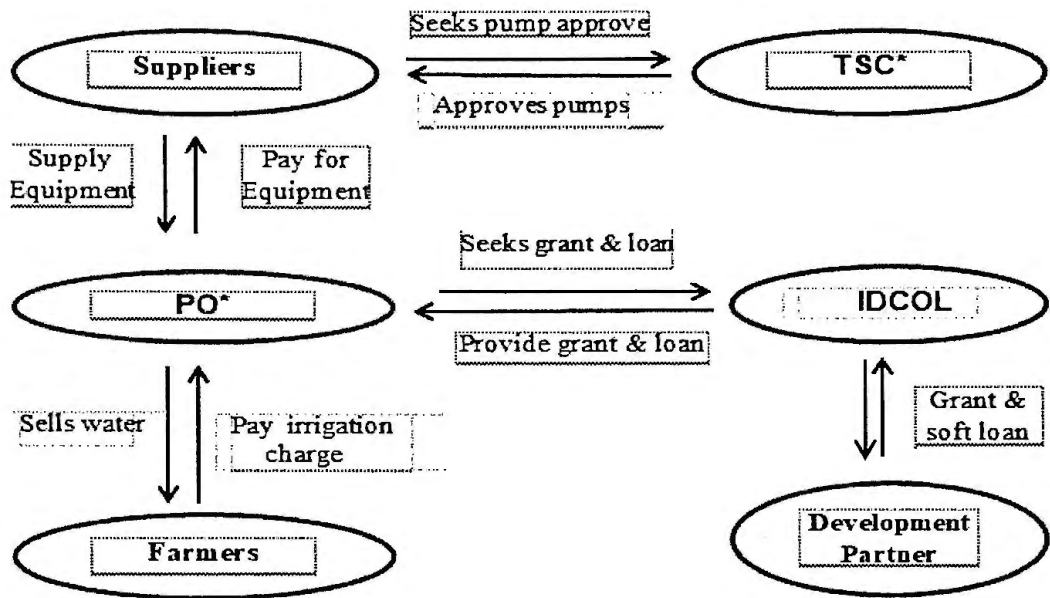 Seeks pump approve
Suppliers
TSC*
Approves pumps
Supply
Equipment
Pay for
Equipment
Seeks grant & loan
PO*
IDCOL
Provide grant & loan
Sells water
Pay irrigation
charge
Grant &
soft loan
Farmers
Development
Partner